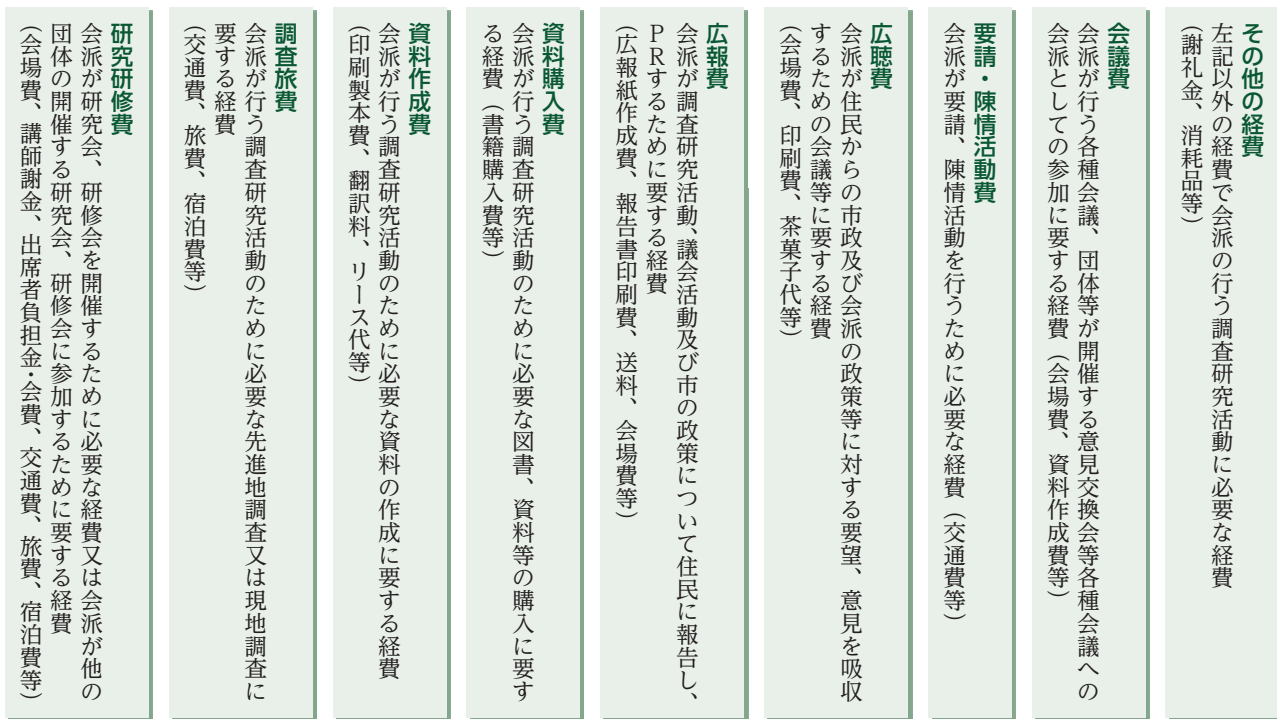 その他の経費
左記以外の経費で会派の行う調査研究活動に必要な経費
（謝礼金、消耗品等）
会議費
会派が行う各種会議、団体等が開催する意見交換会等各種会議への
会派としての参加に要する経費（会場費、資料作成費等）
要請・陳情活動費
会派が要請、陳情活動を行うために必要な経費（交通費等）
広聴費
会派が住民からの市政及び会派の政策等に対する要望、意見を吸収
するための会議等に要する経費
（会場費、印刷費、茶菓子代等）
広報費
会派が調査研究活動、議会活動及び市の政策について住民に報告し、
ＰＲするために要する経費
（広報紙作成費、報告書印刷費、送料、会場費等）
資料購入費
会派が行う調査研究活動のために必要な図書、資料等の購入に要す
る経費（書籍購入費等）
資料作成費
会派が行う調査研究活動のために必要な資料の作成に要する経費
（印刷製本費、翻訳料、リース代等）
調査旅費
会派が行う調査研究活動のために必要な先進地調査又は現地調査に
要する経費
（交通費、旅費、宿泊費等）
研究研修費
会派が研究会、研修会を開催するために必要な経費又は会派が他の
団体の開催する研究会、研修会に参加するために要する経費
（会場費、講師謝金、出席者負担金・会費、交通費、旅費、宿泊費等）